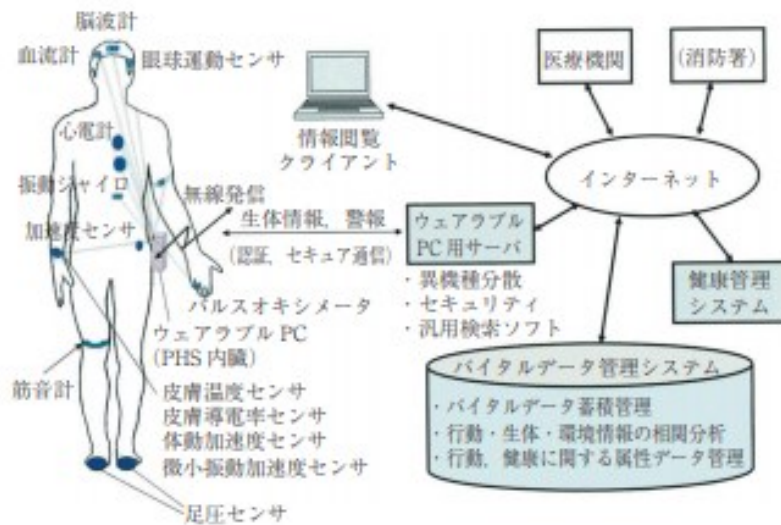 脳波計
血流計
眼球運動センサ
心電計
振動ジャイロ
加速度センサ
無線発信
生体情報，警報
(認証，セキュア通信)
パルスオキシメータ
ウェアラブル PC
(PHS 内臓)
筋音計
皮膚温度センサ
皮膚導電率センサ
体動加速度センサ
微小振動加速度センサ
足圧センサ
情報閲覧
クライアント
医療機関
(消防署)
インターネット
ウェアラブル
PC 用サーバ
・異機種分散
・セキュリティ
・汎用検索ソフト
健康管理
システム
バイタルデータ管理システム
・バイタルデータ蓄積管理
・行動・生体・環境情報の相関分析
・行動，健康に関する属性データ管理